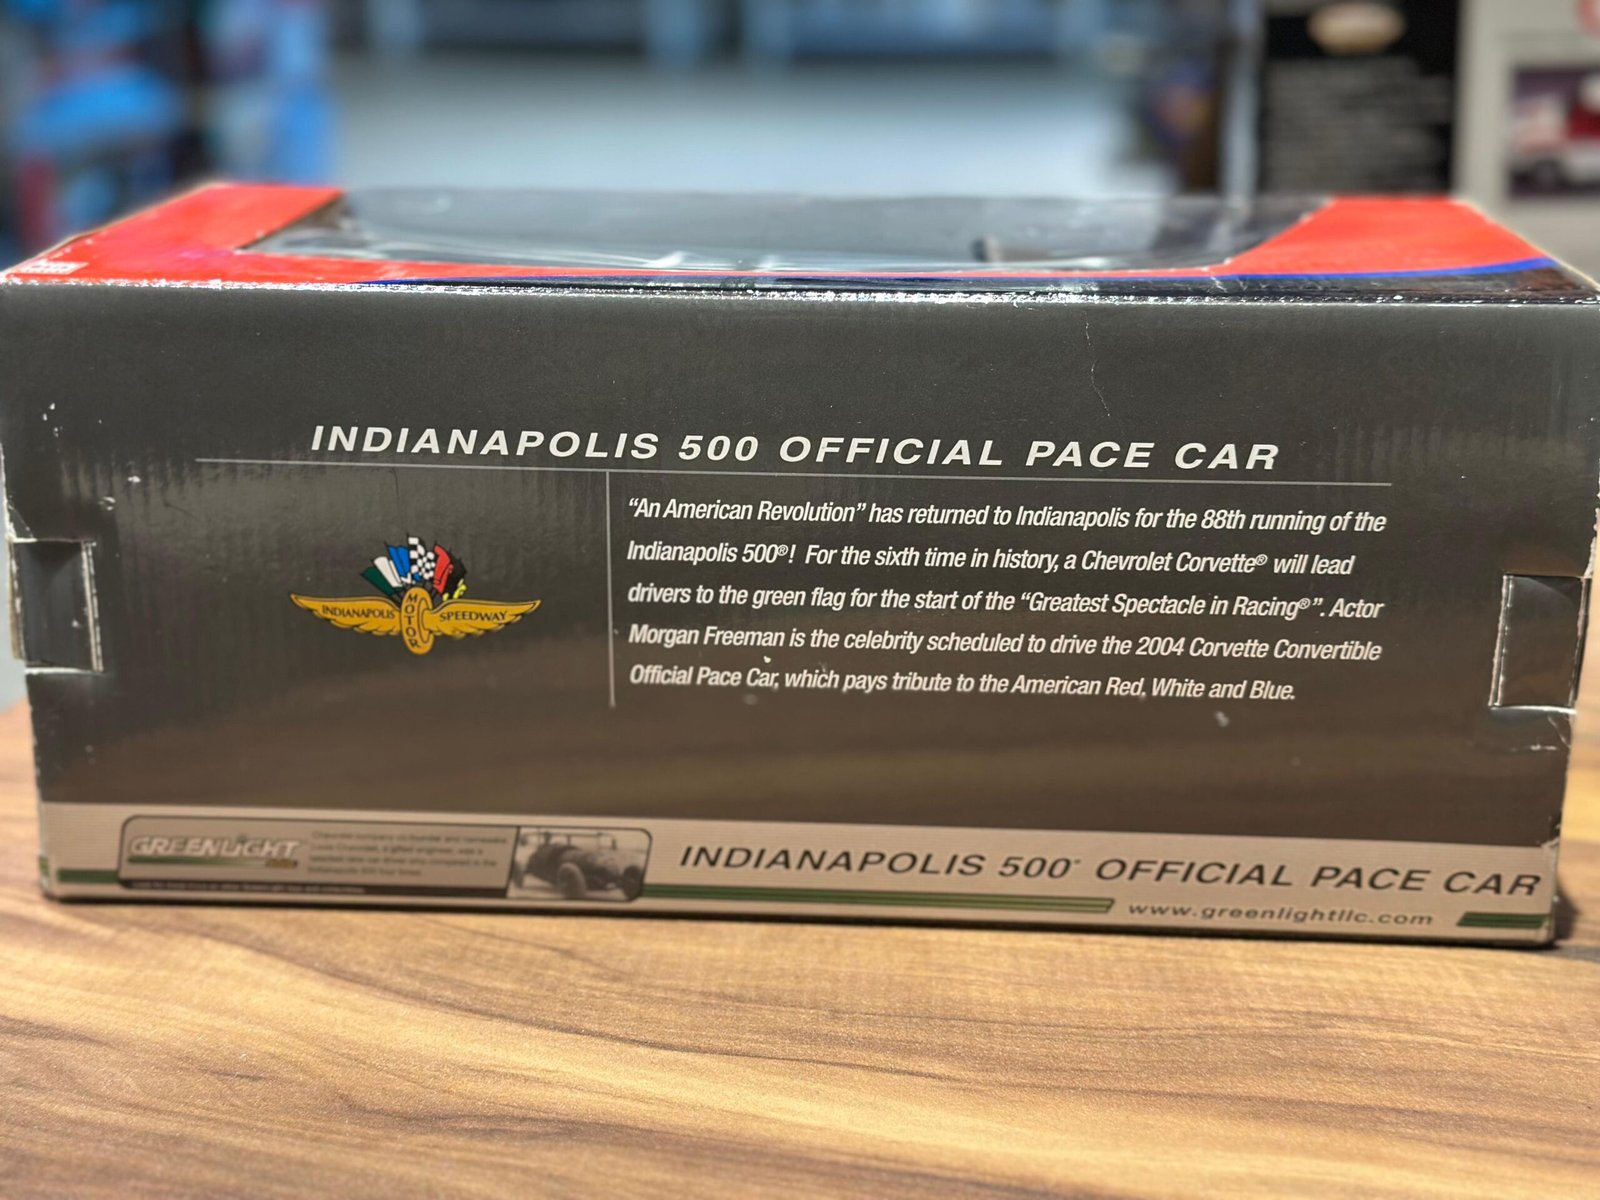 INDIANAPOLIS 500 OFFICIAL PACE CAR
“An American Revolution” has returned to Indianapolis for the 88th running of the
Indianapolis 500®! For the sixth time in history, a Chevrolet Corvette® will lead
drivers to the green flag for the start of the “Greatest Spectacle in Racing®”. Actor
Morgan Freeman is the celebrity scheduled to drive the 2004 Corvette Convertible
Official Pace Car, which pays tribute to the American Red, White and Blue.
INDIANAPOLIS MOTOR SPEEDWAY
GREENLIGHT
INDIANAPOLIS 500 OFFICIAL PACE CAR
www.greenlightllc.com